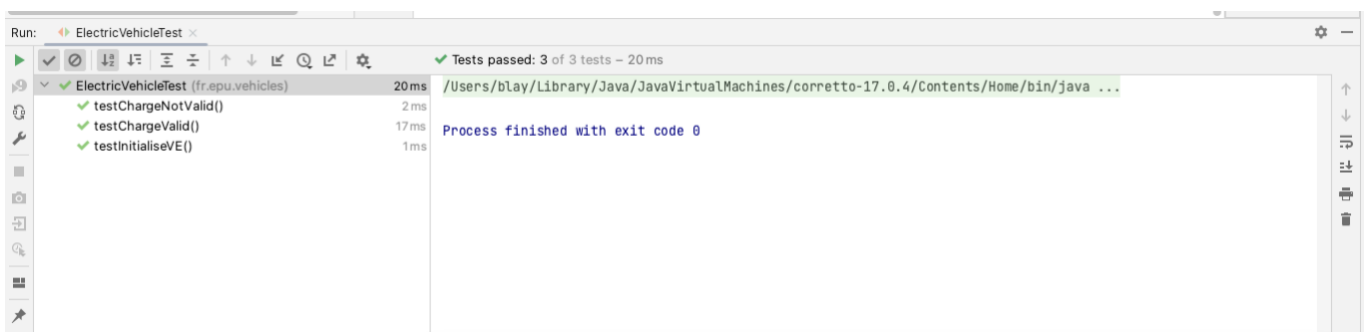 Run: ElectricVehicleTest
Tests passed: 3 of 3 tests – 20 ms
ElectricVehicleTest (fr.epu.vehicles) 20 ms
testChargeNotValid() 2 ms
testChargeValid() 17 ms
testInitialiseVE() 1 ms
/Users/blay/Library/Java/JavaVirtualMachines/corretto-17.0.4/Contents/Home/bin/java ...
Process finished with exit code 0